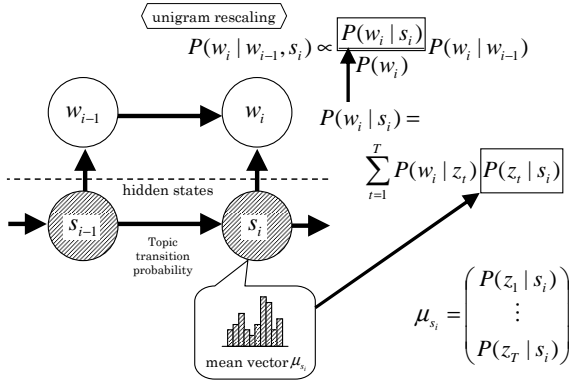 unigram rescaling
P(w_i | w_{i-1}, s_i) ∝ P(w_i | s_i) / P(w_i) P(w_i | w_{i-1})
w_{i-1}
w_i
P(w_i | s_i) =
∑_{t=1}^{T} P(w_i | z_t) P(z_t | s_i)
hidden states
s_{i-1}
s_i
Topic
transition
probability
μ_{s_i} = ( P(z_1 | s_i)
⋮
P(z_T | s_i) )
mean vector μ_{s_i}